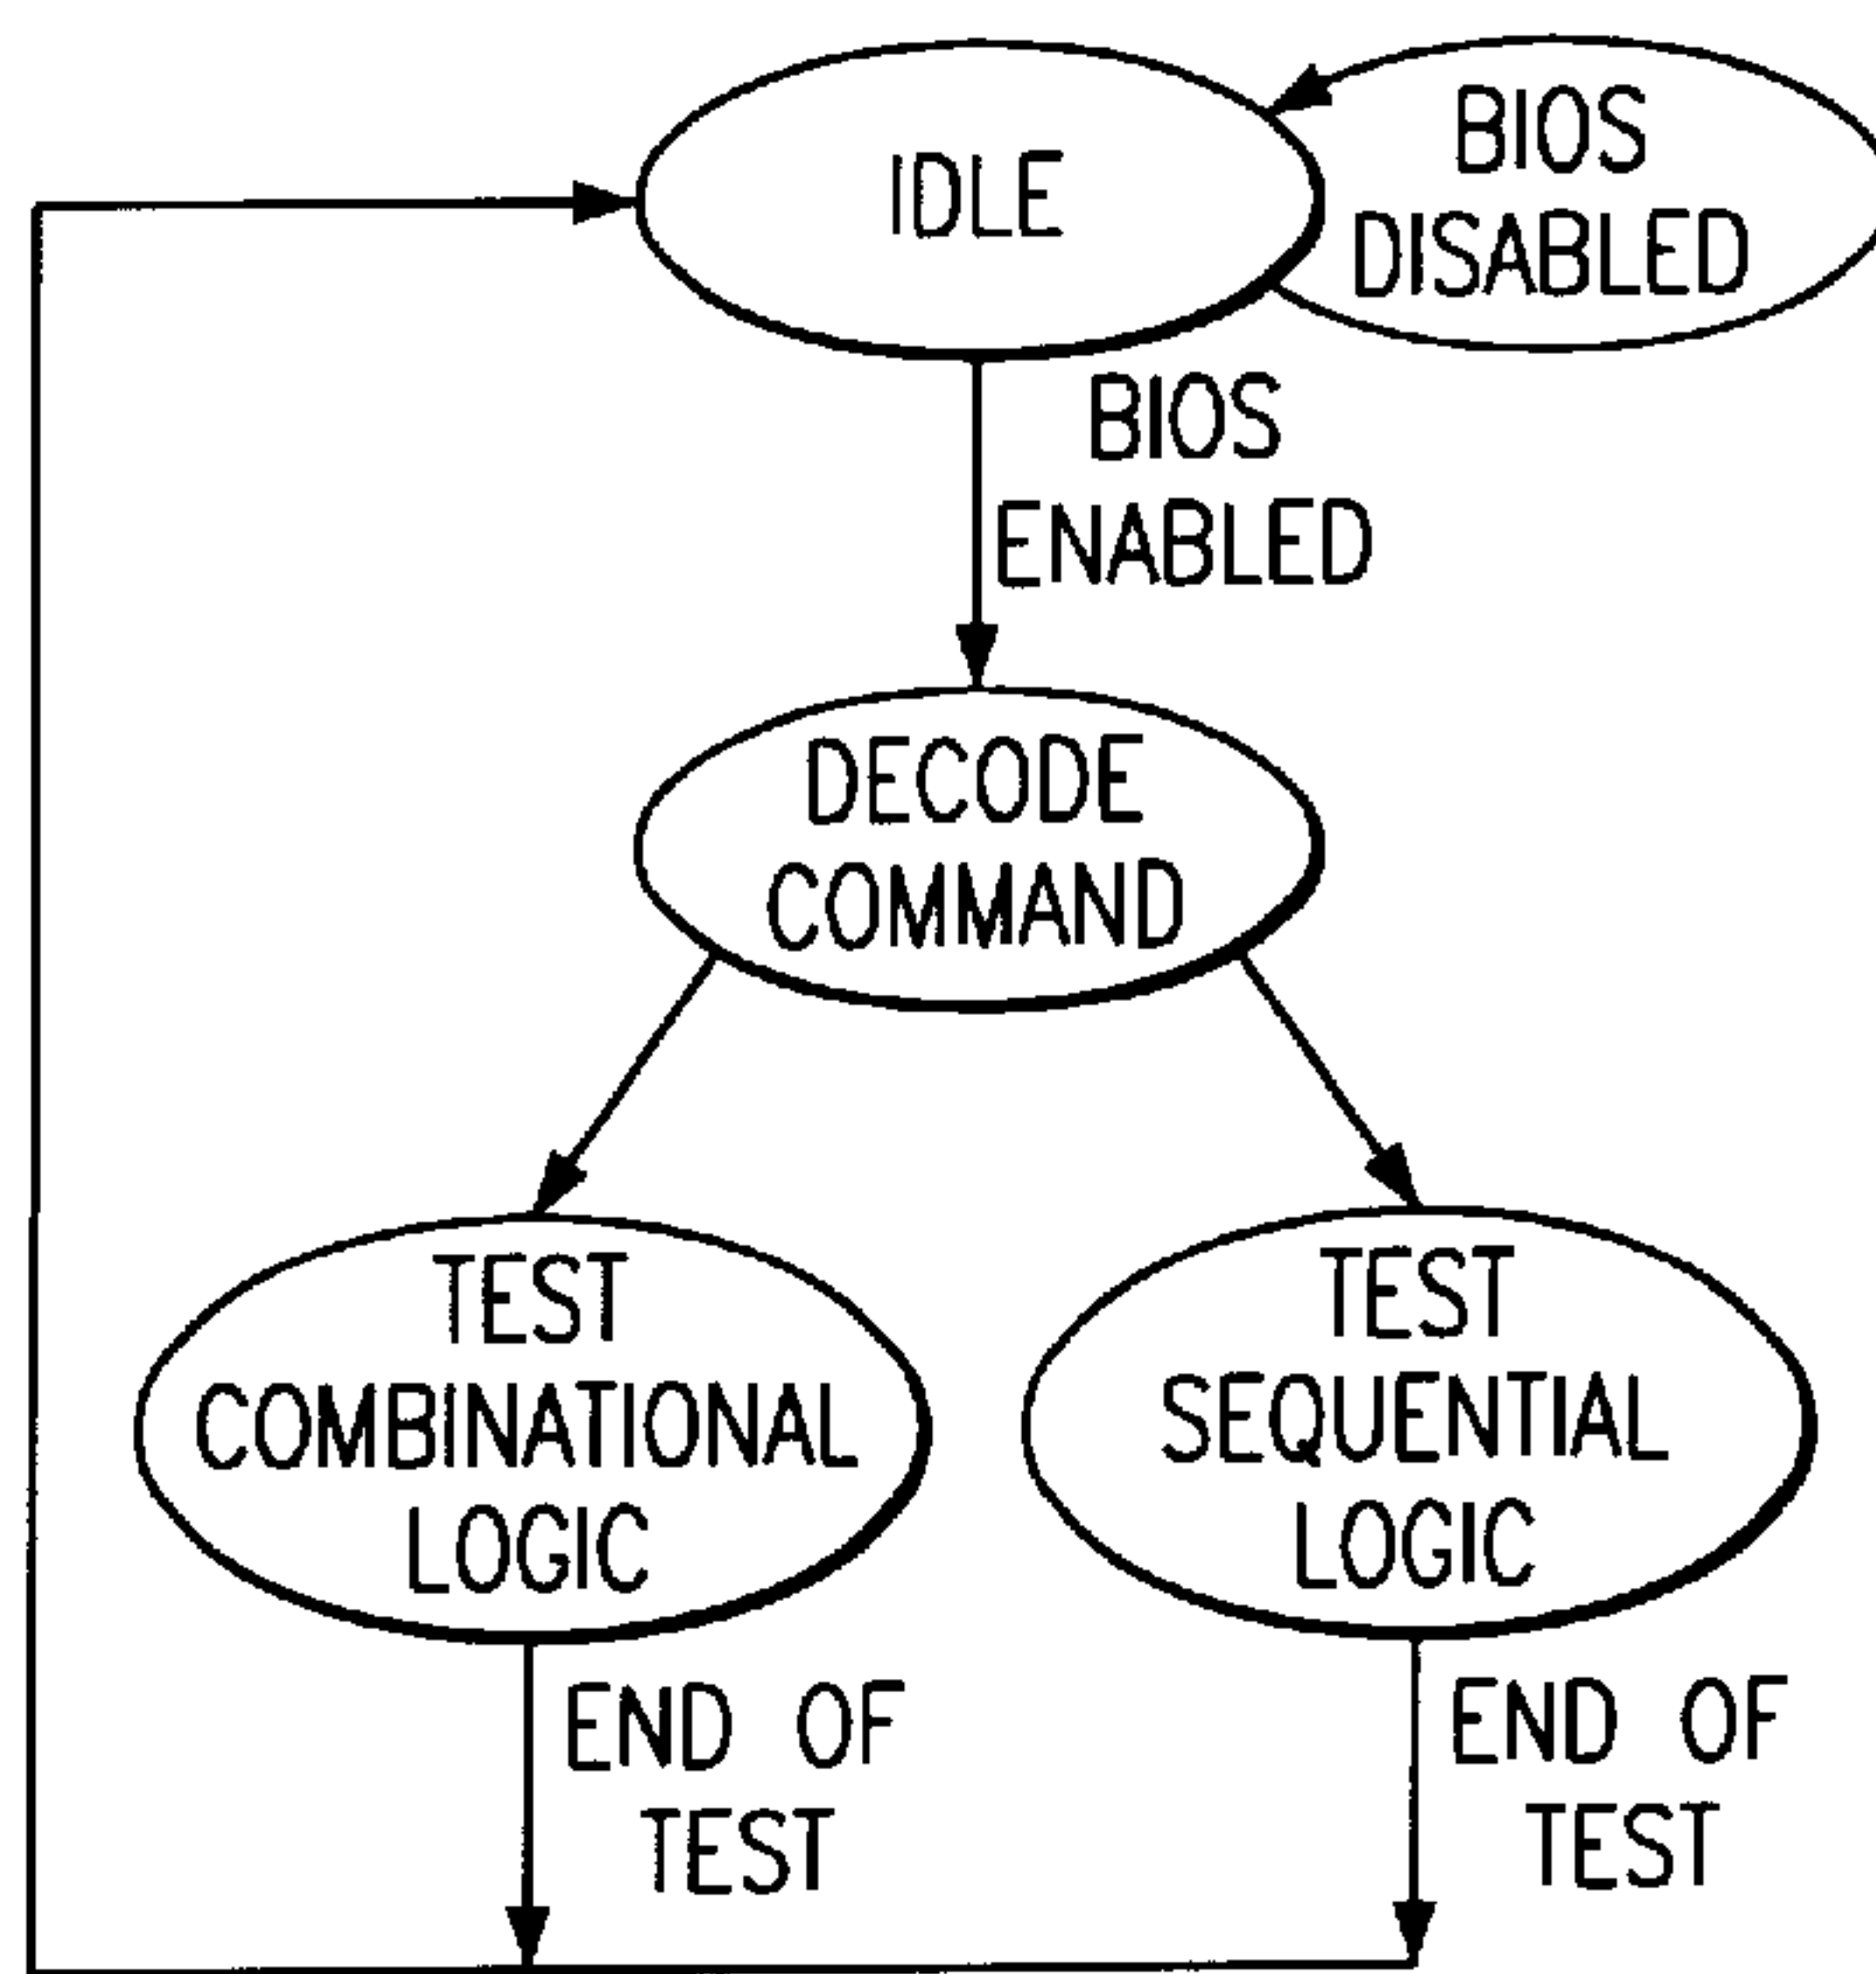 IDLE
BIOS
DISABLED
BIOS
ENABLED
DECODE
COMMAND
TEST
COMBINATIONAL
LOGIC
TEST
SEQUENTIAL
LOGIC
END OF
TEST
END OF
TEST